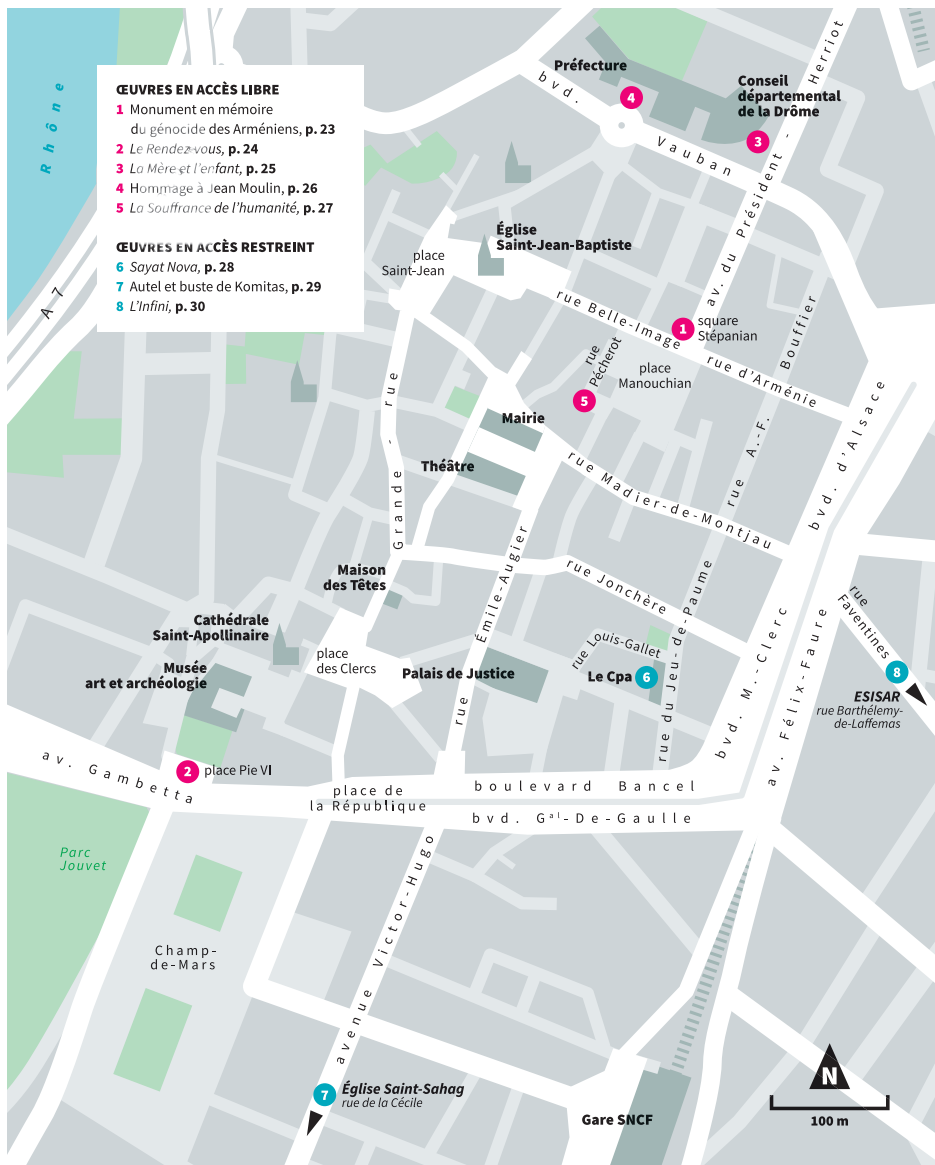 Rhône
ŒUVRES EN ACCÈS LIBRE
1 Monument en mémoire
du génocide des Arméniens, p. 23
2 Le Rendez-vous, p. 24
3 La Mère et l'enfant, p. 25
4 Hommage à Jean Moulin, p. 26
5 La Souffrance de l'humanité, p. 27
ŒUVRES EN ACCÈS RESTREINT
6 Sayat Nova, p. 28
7 Autel et buste de Komitas, p. 29
8 L'Infini, p. 30
A 7
Préfecture
4
bvd. Vauban
Conseil
départemental
de la Drôme
3
av. du Président - Herriot
Église
Saint-Jean-Baptiste
place
Saint-Jean
rue Belle-Image
1
square
Stépanian
rue
Pécherot
place
Manouchian
rue d'Arménie
5
rue A.-F. Bouffier
bvd. d'Alsace
Mairie
Théâtre
Grande - rue
rue Madier-de-Montjau
Maison
des Têtes
rue Jonchère
rue Émile-Augier
Cathédrale
Saint-Apollinaire
place
des Clercs
Musée
art et archéologie
Palais de Justice
rue Louis-Gallet
Le Cpa
6
rue du Jeu-de-Paume
bvd. M.-Clerc
av. Félix-Faure
rue
Faventines
8
ESISAR
rue Barthélemy-
de-Laffemas
av. Gambetta
2
place Pie VI
place de
la République
boulevard Bancel
bvd. Gal-De-Gaulle
Parc
Jouvet
Champ-
de-Mars
avenue Victor-Hugo
7
Église Saint-Sahag
rue de la Cécile
Gare SNCF
N
100 m